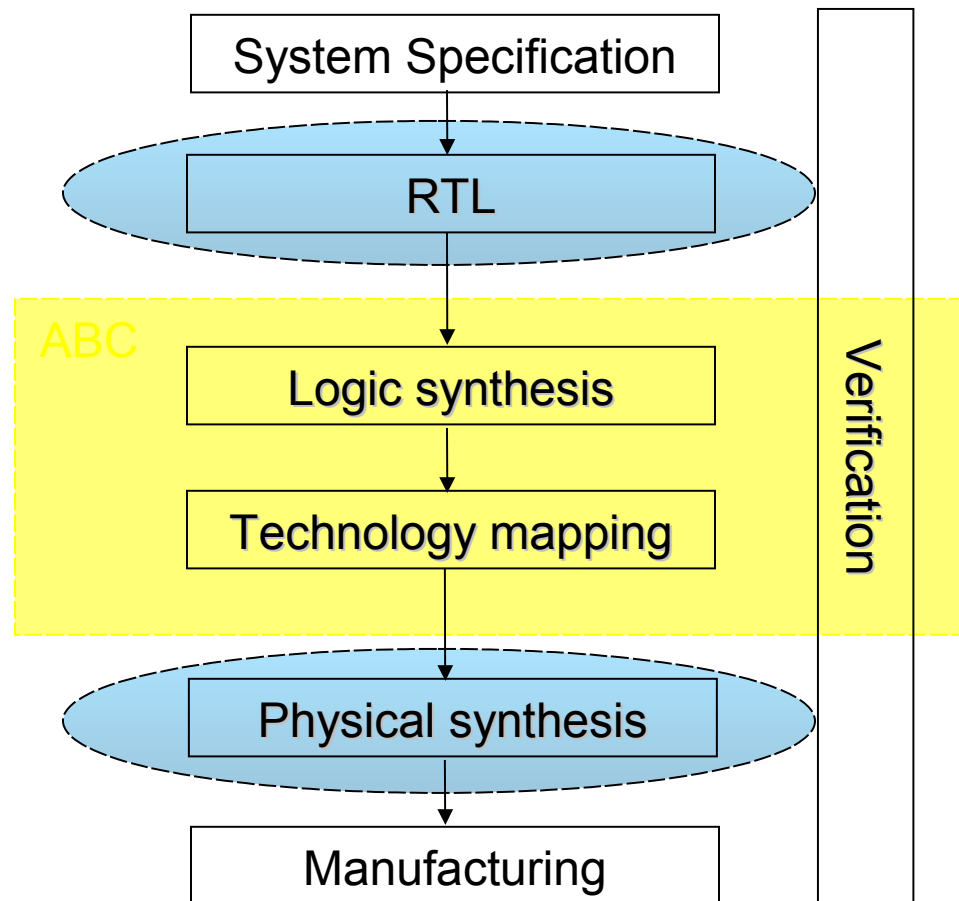 System Specification
RTL
ABC
Logic synthesis
Technology mapping
Physical synthesis
Manufacturing
Verification